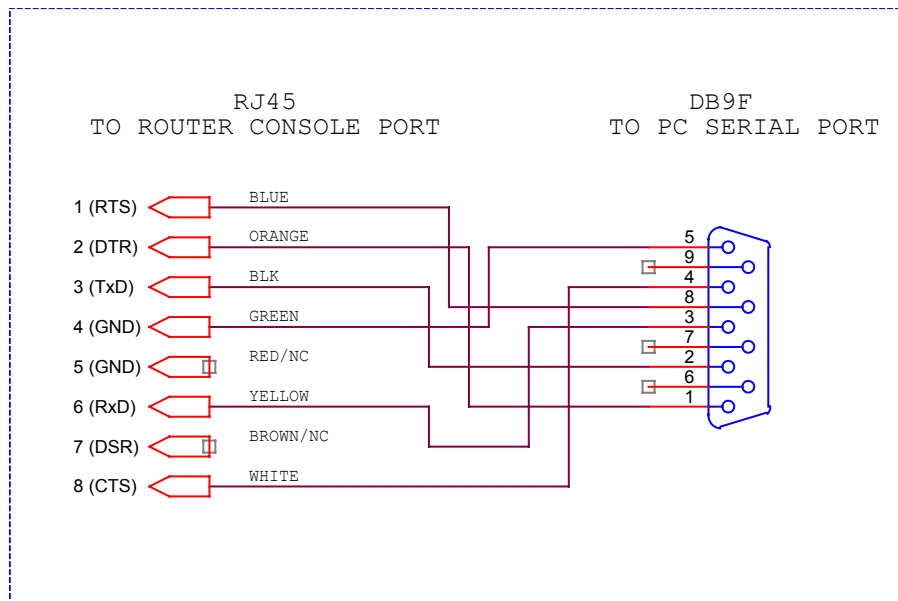 RJ45
TO ROUTER CONSOLE PORT
DB9F
TO PC SERIAL PORT
1 (RTS)
BLUE
2 (DTR)
ORANGE
3 (TxD)
BLK
4 (GND)
GREEN
5 (GND)
RED/NC
6 (RxD)
YELLOW
7 (DSR)
BROWN/NC
8 (CTS)
WHITE
5
9
4
8
3
7
2
6
1